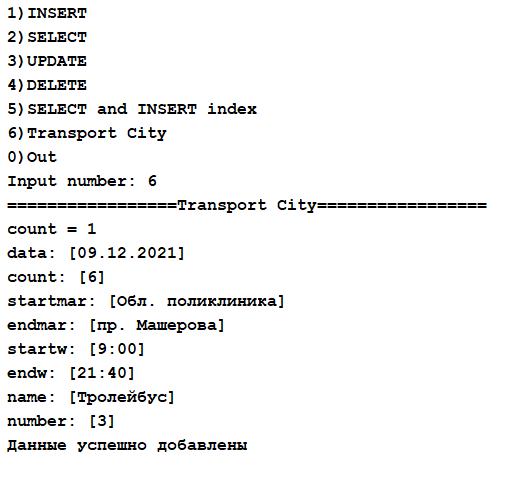 1)INSERT
2)SELECT
3)UPDATE
4)DELETE
5)SELECT and INSERT index
6)Transport City
0)Out
Input number: 6
=================Transport City=================
count = 1
data: [09.12.2021]
count: [6]
startmar: [Обл. поликлиника]
endmar: [пр. Машерова]
startw: [9:00]
endw: [21:40]
name: [Тролейбус]
number: [3]
Данные успешно добавлены